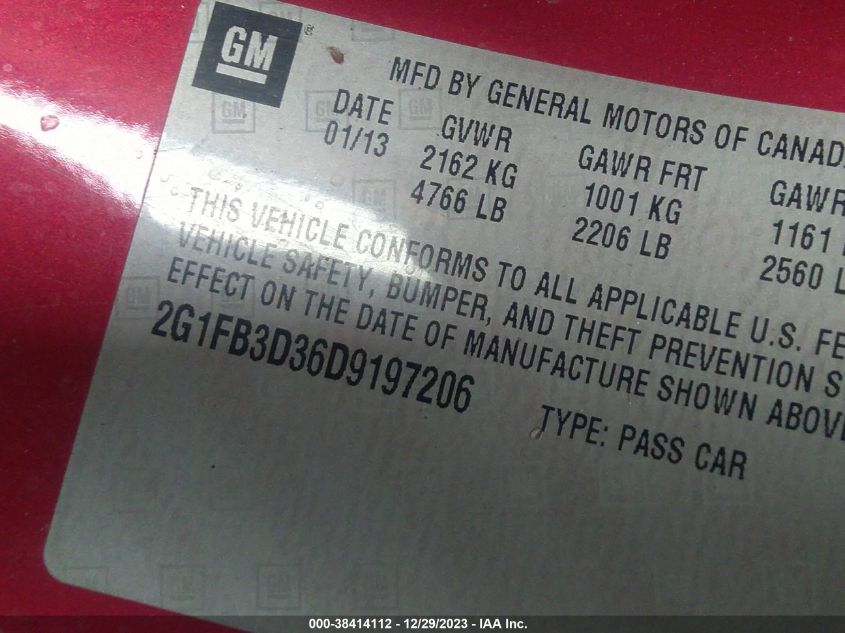 GM
MFD BY GENERAL MOTORS OF CANAD
DATE GVWR GAWR FRT GAWR
01/13 2162 KG 1001 KG 1161
4766 LB 2206 LB 2560 L
THIS VEHICLE CONFORMS TO ALL APPLICABLE U.S. FE
VEHICLE SAFETY, BUMPER, AND THEFT PREVENTION S
EFFECT ON THE DATE OF MANUFACTURE SHOWN ABOVE
2G1FB3D36D9197206
TYPE: PASS CAR
000-38414112 - 12/29/2023 - IAA Inc.